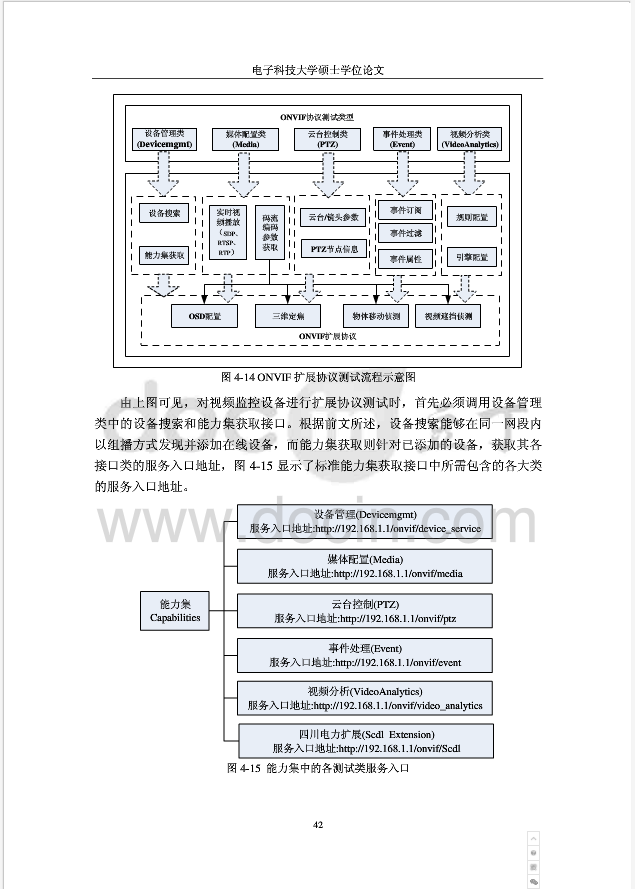 电子科技大学硕士学位论文
ONVIF协议测试类型
设备管理类
(Devicemgmt)
媒体配置类
(Media)
云台控制类
(PTZ)
事件处理类
(Event)
视频分析类
(VideoAnalytics)
设备搜索
能力集获取
实时视
频播放
（SDP、
RTSP、
RTP）
码流
编码
参数
获取
云台/镜头参数
PTZ节点信息
事件订阅
事件过滤
事件属性
规则配置
引擎配置
OSD配置
三维定焦
物体移动侦测
视频遮挡侦测
ONVIF扩展协议
图 4-14 ONVIF 扩展协议测试流程示意图
由上图可见，对视频监控设备进行扩展协议测试时，首先必须调用设备管理
类中的设备搜索和能力集获取接口。根据前文所述，设备搜索能够在同一网段内
以组播方式发现并添加在线设备，而能力集获取则针对已添加的设备，获取其各
接口类的服务入口地址，图 4-15 显示了标准能力集获取接口中所需包含的各大类
的服务入口地址。
www.docin.com
能力集
Capabilities
设备管理(Devicemgmt)
服务入口地址:http://192.168.1.1/onvif/device_service
媒体配置(Media)
服务入口地址:http://192.168.1.1/onvif/media
云台控制(PTZ)
服务入口地址:http://192.168.1.1/onvif/ptz
事件处理(Event)
服务入口地址:http://192.168.1.1/onvif/event
视频分析(VideoAnalytics)
服务入口地址:http://192.168.1.1/onvif/video_analytics
四川电力扩展(Scdl Extension)
服务入口地址:http://192.168.1.1/onvif/Scdl
图 4-15 能力集中的各测试类服务入口
42